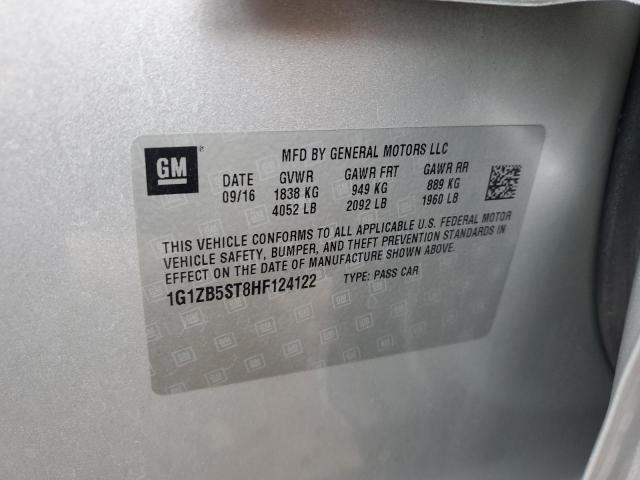 GM
MFD BY GENERAL MOTORS LLC
DATE GVWR GAWR FRT GAWR RR
09/16 1838 KG 949 KG 889 KG
4052 LB 2092 LB 1960 LB
THIS VEHICLE CONFORMS TO ALL APPLICABLE U.S. FEDERAL MOTOR
VEHICLE SAFETY, BUMPER, AND THEFT PREVENTION STANDARDS IN
EFFECT ON THE DATE OF MANUFACTURE SHOWN ABOVE.
1G1ZB5ST8HF124122 TYPE: PASS CAR